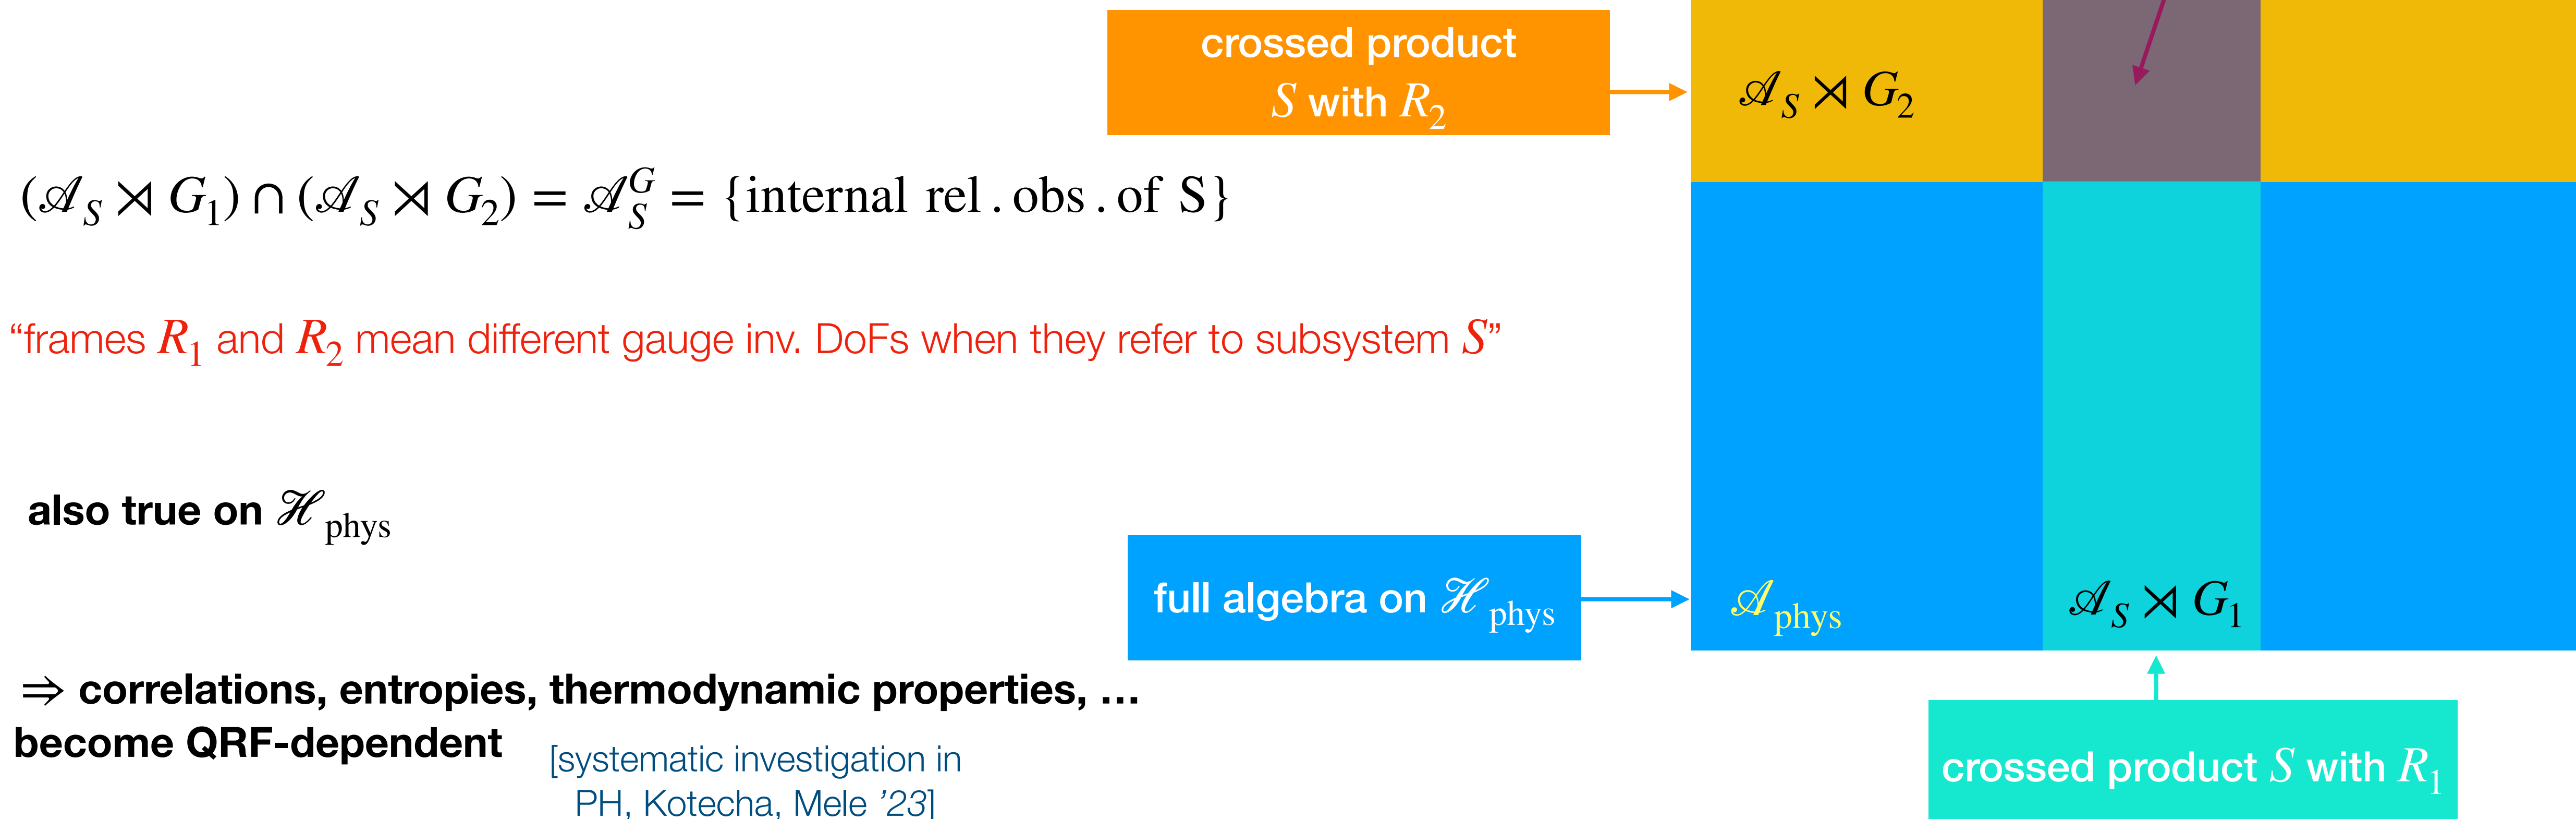 crossed product
S with R₂
𝒜_S ⋊ G₂
(𝒜_S ⋊ G₁) ∩ (𝒜_S ⋊ G₂) = 𝒜_S^G = {internal rel . obs . of S}
“frames R₁ and R₂ mean different gauge inv. DoFs when they refer to subsystem S”
also true on ℋ_phys
full algebra on ℋ_phys
𝒜_phys
𝒜_S ⋊ G₁
⇒ correlations, entropies, thermodynamic properties, …
become QRF-dependent
[systematic investigation in
PH, Kotecha, Mele ’23]
crossed product S with R₁